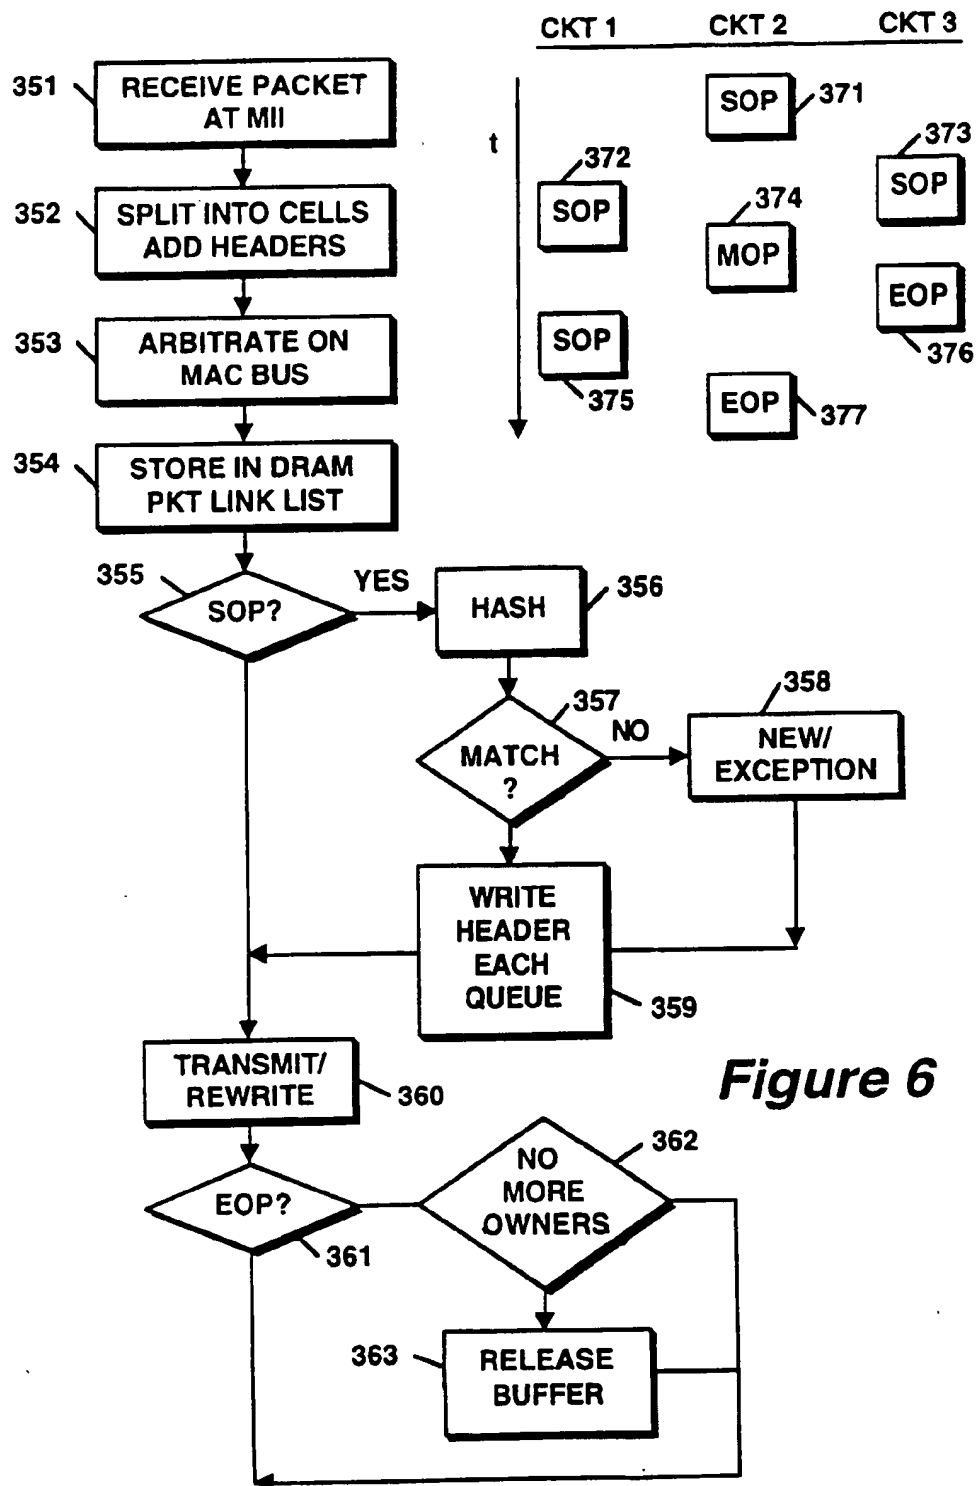 CKT 1 CKT 2 CKT 3
351
RECEIVE PACKET
AT MII
t
SOP
371
372
SOP
373
SOP
374
MOP
352
SPLIT INTO CELLS
ADD HEADERS
EOP
376
353
ARBITRATE ON
MAC BUS
SOP
375
EOP
377
354
STORE IN DRAM
PKT LINK LIST
355
SOP?
YES
HASH
356
357
MATCH
?
NO
358
NEW/
EXCEPTION
WRITE
HEADER
EACH
QUEUE
359
TRANSMIT/
REWRITE
360
Figure 6
EOP?
361
NO
MORE
OWNERS
362
363
RELEASE
BUFFER